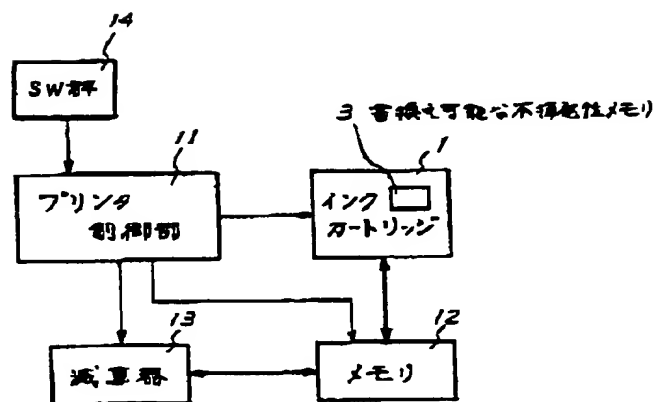 14
SW群
3 書換え可能な不揮発性メモリ
11
1
プリンタ
制御部
インク
カートリッジ
13
12
減算器
メモリ